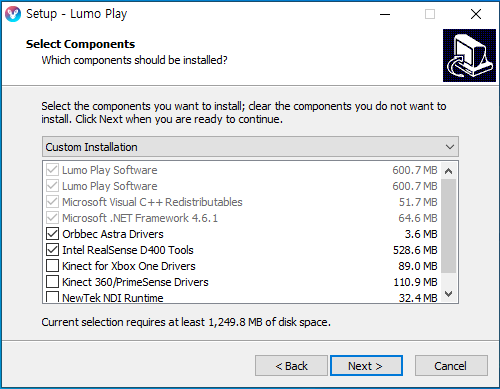 Setup - Lumo Play
Select Components
Which components should be installed?
Select the components you want to install; clear the components you do not want to
install. Click Next when you are ready to continue.
Custom Installation
Lumo Play Software 600.7 MB
Lumo Play Software 600.7 MB
Microsoft Visual C++ Redistributables 51.7 MB
Microsoft .NET Framework 4.6.1 64.6 MB
Orbbec Astra Drivers 3.6 MB
Intel RealSense D400 Tools 528.6 MB
Kinect for Xbox One Drivers 89.0 MB
Kinect 360/PrimeSense Drivers 110.9 MB
NewTek NDI Runtime 32.4 MB
Current selection requires at least 1,249.8 MB of disk space.
< Back Next > Cancel